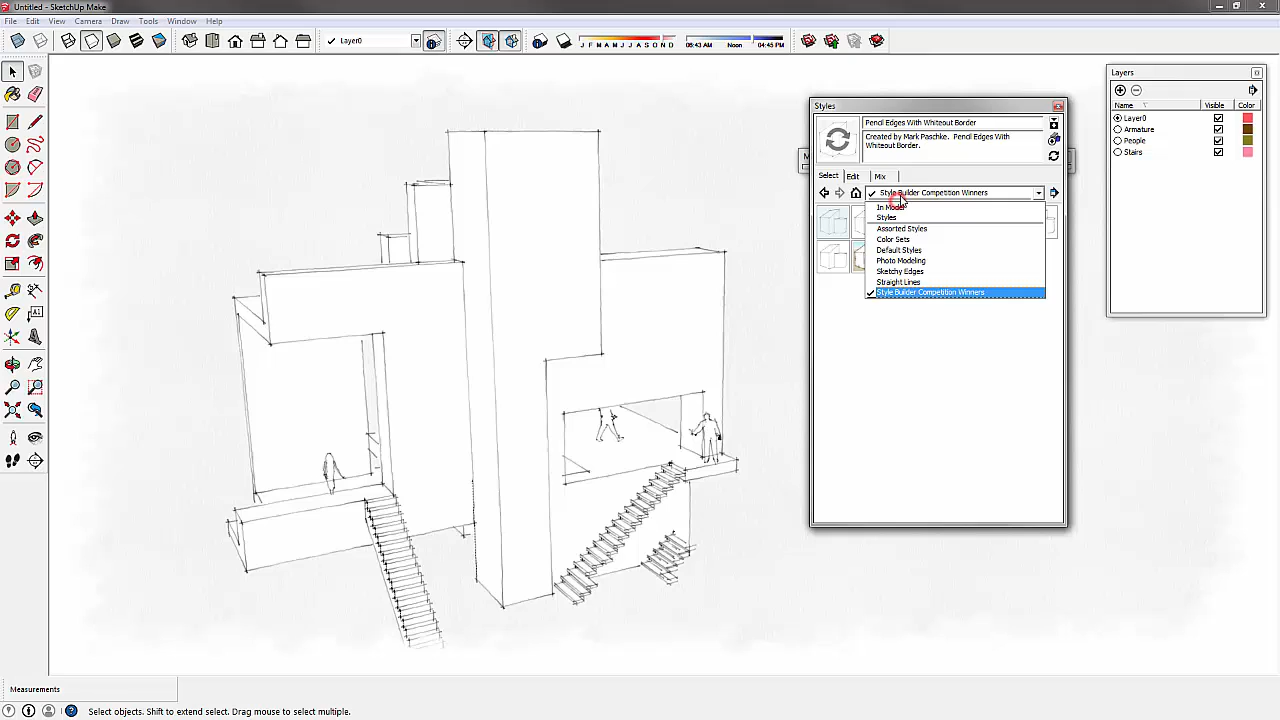 Untitled - SketchUp Make
File Edit View Camera Draw Tools Window Help
Layer0
J F M A M J J A S O N D
06:43 AM Noon 04:45 PM
Layers
Name Visible Color
Layer0
Armature
People
Stairs
Styles
Pencil Edges With Whiteout Border
Created by Mark Paschke. Pencil Edges With
Whiteout Border.
Select Edit Mix
Style Builder Competition Winners
In Model
Styles
Assorted Styles
Color Sets
Default Styles
Photo Modeling
Sketchy Edges
Straight Lines
Style Builder Competition Winners
Measurements
Select objects. Shift to extend select. Drag mouse to select multiple.